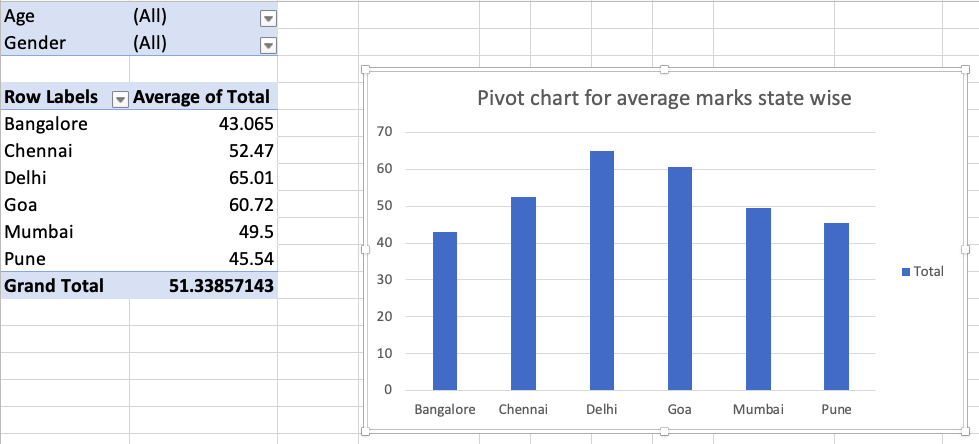 Age (All)
Gender (All)
Row Labels Average of Total
Bangalore 43.065
Chennai 52.47
Delhi 65.01
Goa 60.72
Mumbai 49.5
Pune 45.54
Grand Total 51.33857143
Pivot chart for average marks state wise
70
60
50
40
30
20
10
0
Bangalore Chennai Delhi Goa Mumbai Pune
Total